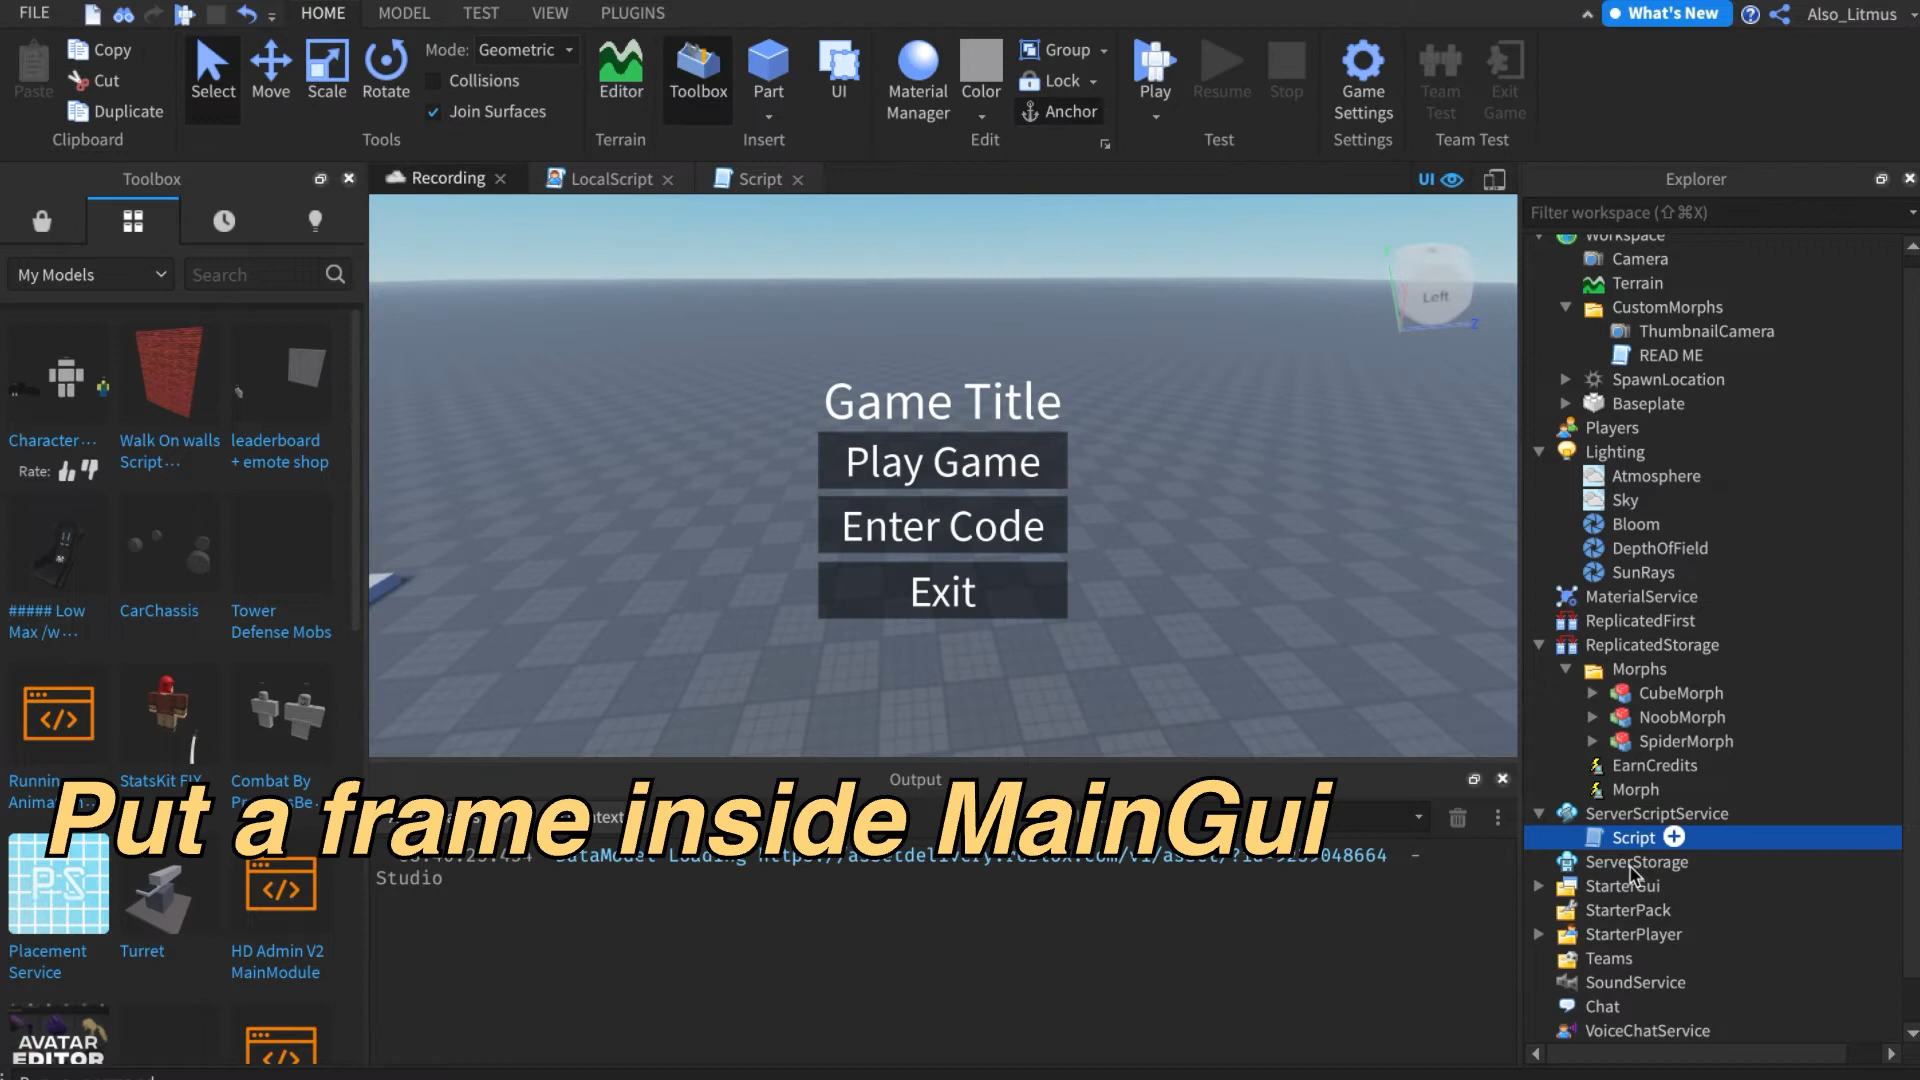 FILE
HOME
MODEL
TEST
VIEW
PLUGINS
What's New
Also_Litmus
Paste
Copy
Cut
Duplicate
Clipboard
Select
Move
Scale
Rotate
Mode: Geometric
Collisions
Join Surfaces
Tools
Editor
Terrain
Toolbox
Part
UI
Insert
Material
Manager
Color
Group
Lock
Anchor
Edit
Play
Resume
Stop
Test
Game
Settings
Settings
Team
Test
Exit
Game
Team Test
Toolbox
Recording
LocalScript
Script
UI
Explorer
Filter workspace (⇧⌘X)
My Models
Search
Character...
Rate:
Walk On walls
Script...
leaderboard
+ emote shop
##### Low
Max /w...
CarChassis
Tower
Defense Mobs
StatsKit FIX
Combat By
Placement
Service
Turret
HD Admin V2
MainModule
PS
AVATAR
EDITOR
Left
Z
Game Title
Play Game
Enter Code
Exit
Output
Put a frame inside MainGui
Studio
Workspace
Camera
Terrain
CustomMorphs
ThumbnailCamera
READ ME
SpawnLocation
Baseplate
Players
Lighting
Atmosphere
Sky
Bloom
DepthOfField
SunRays
MaterialService
ReplicatedFirst
ReplicatedStorage
Morphs
CubeMorph
NoobMorph
SpiderMorph
EarnCredits
Morph
ServerScriptService
Script
ServerStorage
StarterGui
StarterPack
StarterPlayer
Teams
SoundService
Chat
VoiceChatService